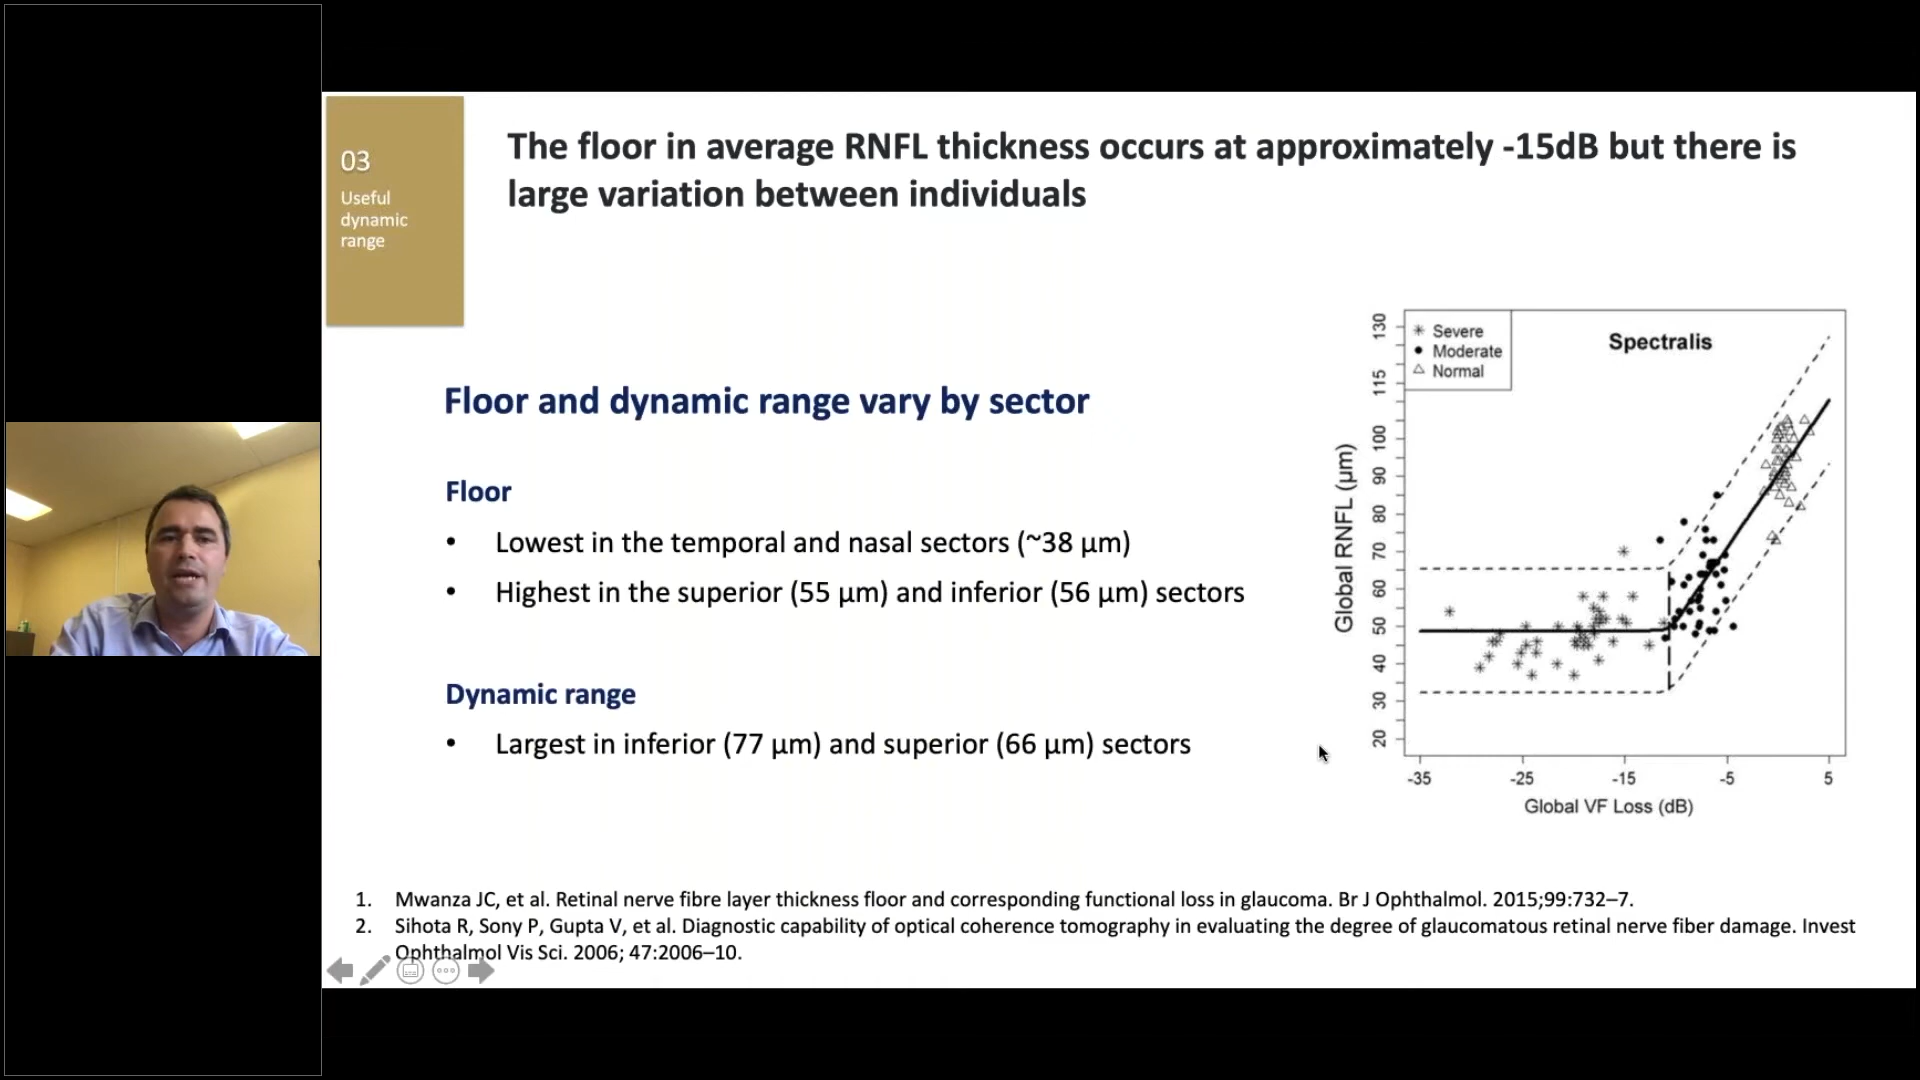 03
Useful
dynamic
range
The floor in average RNFL thickness occurs at approximately -15dB but there is
large variation between individuals
Floor and dynamic range vary by sector
Floor
• Lowest in the temporal and nasal sectors (~38 µm)
• Highest in the superior (55 µm) and inferior (56 µm) sectors
Dynamic range
• Largest in inferior (77 µm) and superior (66 µm) sectors
Severe
Moderate
Normal
Spectralis
Global RNFL (µm)
130
115
100
90
80
70
60
50
40
30
20
-35 -25 -15 -5 5
Global VF Loss (dB)
1. Mwanza JC, et al. Retinal nerve fibre layer thickness floor and corresponding functional loss in glaucoma. Br J Ophthalmol. 2015;99:732–7.
2. Sihota R, Sony P, Gupta V, et al. Diagnostic capability of optical coherence tomography in evaluating the degree of glaucomatous retinal nerve fiber damage. Invest
Ophthalmol Vis Sci. 2006; 47:2006–10.